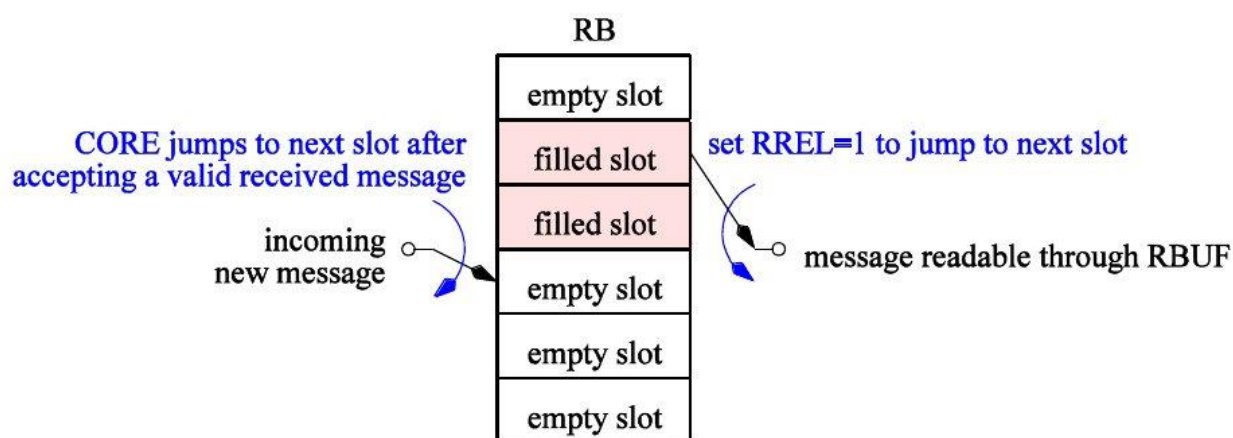 RB
empty slot
CORE jumps to next slot after
accepting a valid received message
filled slot
set RREL=1 to jump to next slot
filled slot
incoming
new message
empty slot
message readable through RBUF
empty slot
empty slot